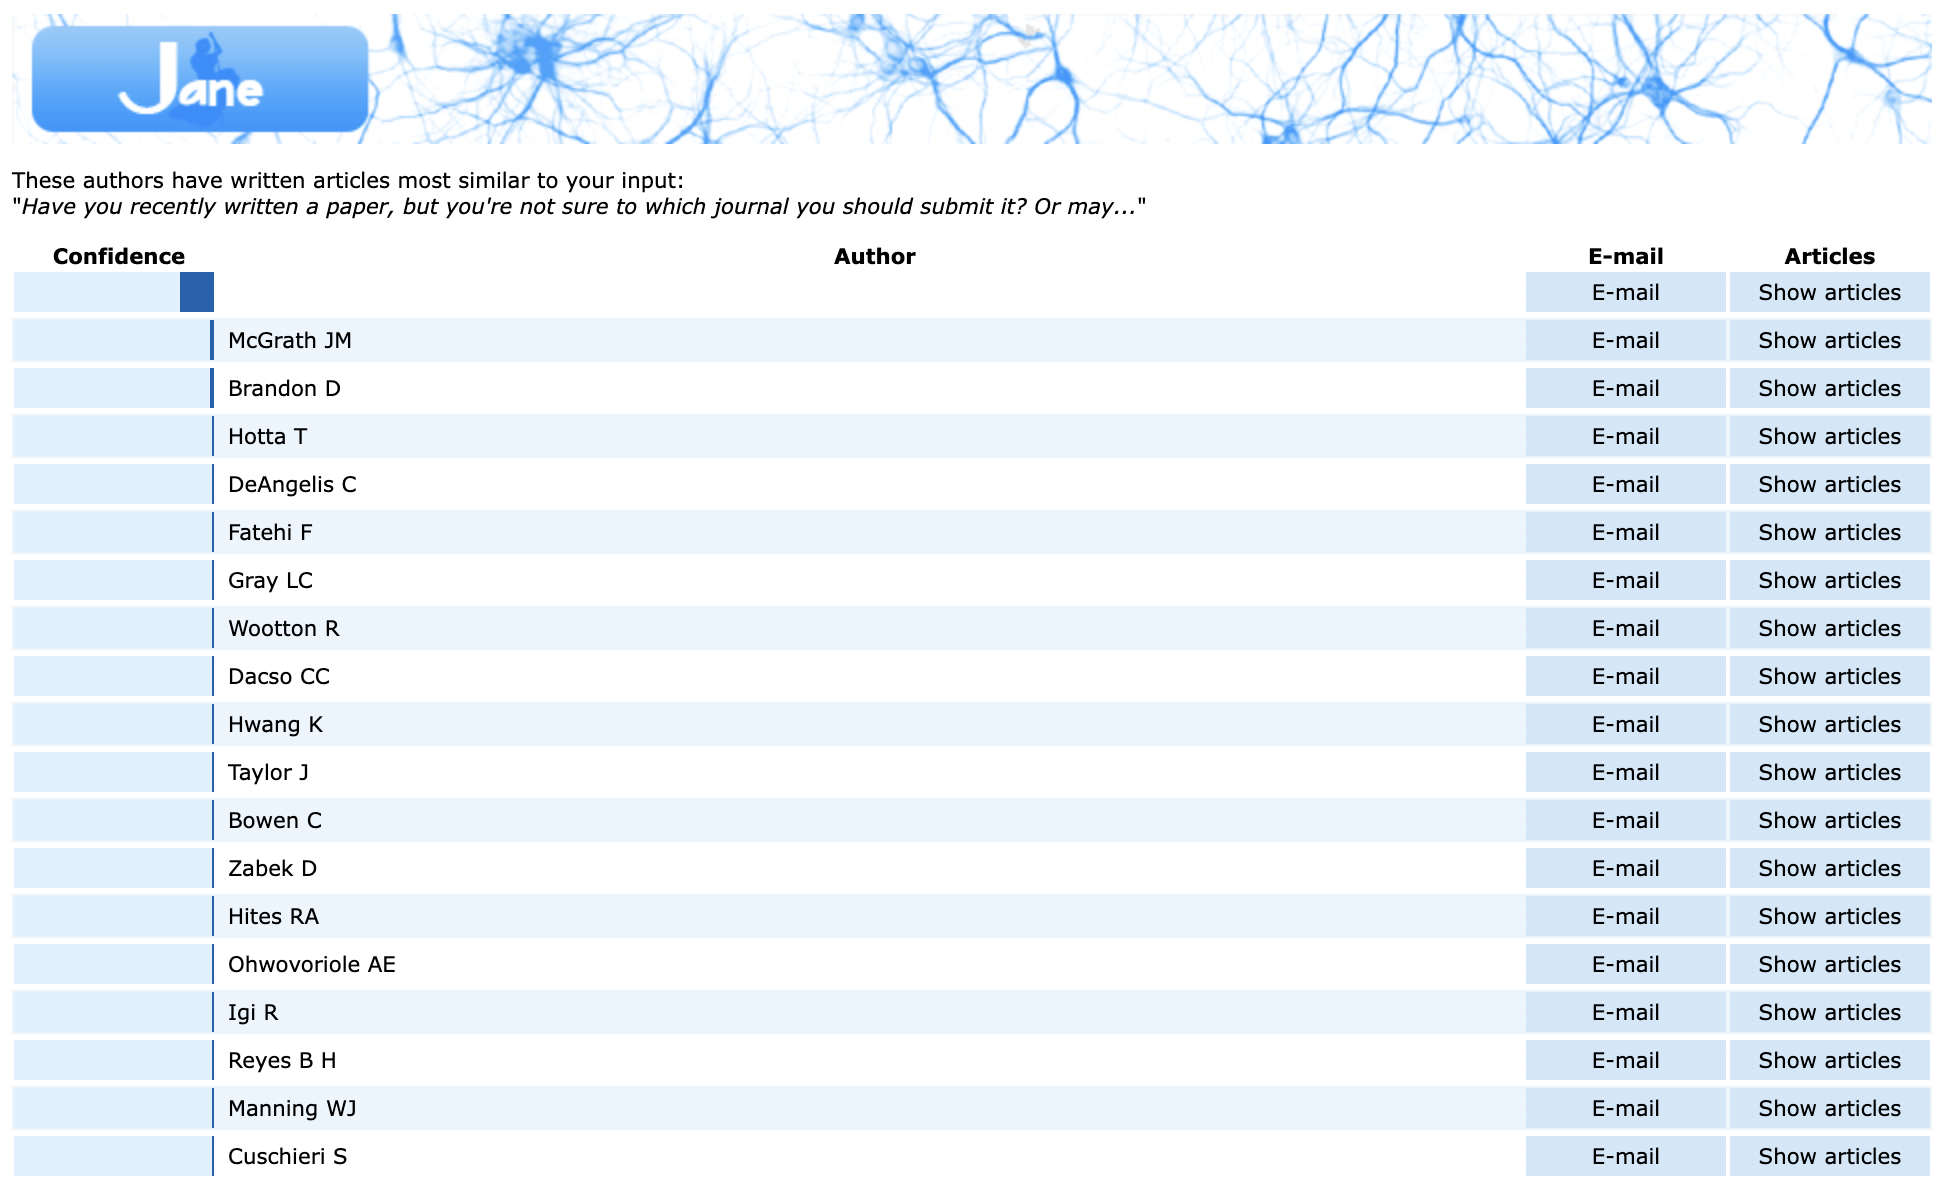 Jane
These authors have written articles most similar to your input:
"Have you recently written a paper, but you're not sure to which journal you should submit it? Or may..."
Confidence Author E-mail Articles
E-mail Show articles
McGrath JM E-mail Show articles
Brandon D E-mail Show articles
Hotta T E-mail Show articles
DeAngelis C E-mail Show articles
Fatehi F E-mail Show articles
Gray LC E-mail Show articles
Wootton R E-mail Show articles
Dacso CC E-mail Show articles
Hwang K E-mail Show articles
Taylor J E-mail Show articles
Bowen C E-mail Show articles
Zabek D E-mail Show articles
Hites RA E-mail Show articles
Ohwovoriole AE E-mail Show articles
Igi R E-mail Show articles
Reyes B H E-mail Show articles
Manning WJ E-mail Show articles
Cuschieri S E-mail Show articles